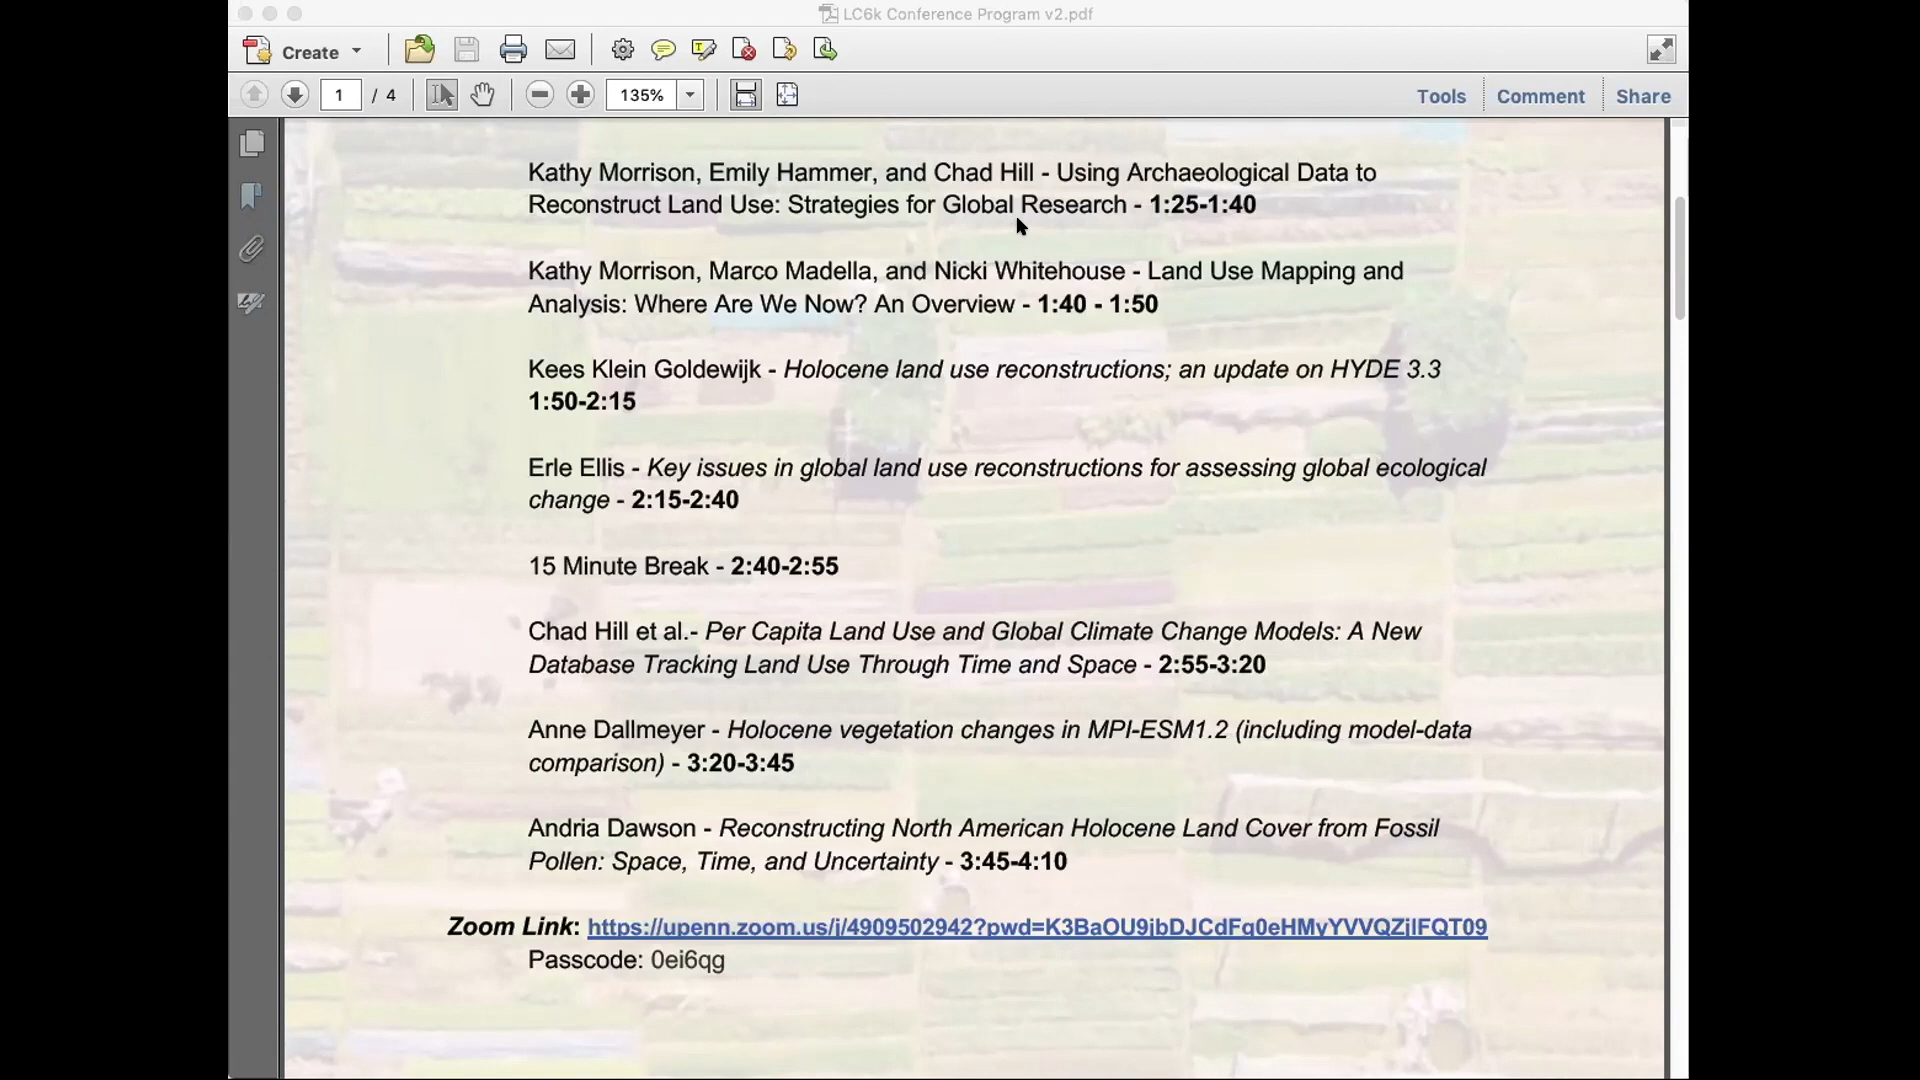 LC6k Conference Program v2.pdf
Create
1 / 4
135%
Tools
Comment
Share
Kathy Morrison, Emily Hammer, and Chad Hill - Using Archaeological Data to
Reconstruct Land Use: Strategies for Global Research - 1:25-1:40
Kathy Morrison, Marco Madella, and Nicki Whitehouse - Land Use Mapping and
Analysis: Where Are We Now? An Overview - 1:40 - 1:50
Kees Klein Goldewijk - Holocene land use reconstructions; an update on HYDE 3.3
1:50-2:15
Erle Ellis - Key issues in global land use reconstructions for assessing global ecological
change - 2:15-2:40
15 Minute Break - 2:40-2:55
Chad Hill et al.- Per Capita Land Use and Global Climate Change Models: A New
Database Tracking Land Use Through Time and Space - 2:55-3:20
Anne Dallmeyer - Holocene vegetation changes in MPI-ESM1.2 (including model-data
comparison) - 3:20-3:45
Andria Dawson - Reconstructing North American Holocene Land Cover from Fossil
Pollen: Space, Time, and Uncertainty - 3:45-4:10
Zoom Link: https://upenn.zoom.us/j/4909502942?pwd=K3BaOU9jbDJCdFg0eHMyYVVQZjlFQT09
Passcode: 0ei6qg